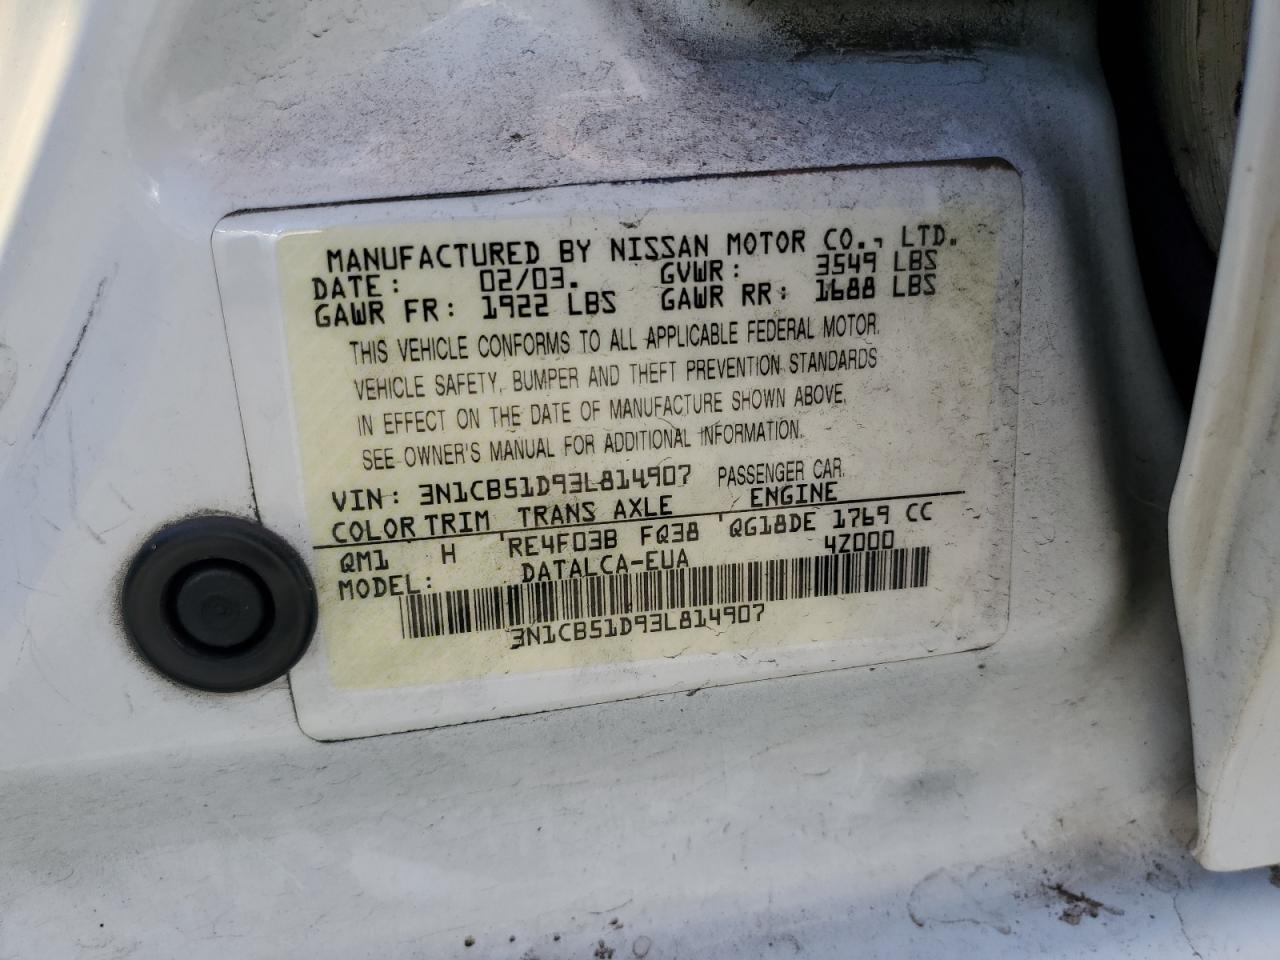 MANUFACTURED BY NISSAN MOTOR CO., LTD.
DATE: 02/03. GVWR: 3549 LBS
GAWR FR: 1922 LBS GAWR RR: 1688 LBS
THIS VEHICLE CONFORMS TO ALL APPLICABLE FEDERAL MOTOR
VEHICLE SAFETY, BUMPER AND THEFT PREVENTION STANDARDS
IN EFFECT ON THE DATE OF MANUFACTURE SHOWN ABOVE.
SEE OWNER'S MANUAL FOR ADDITIONAL INFORMATION.
VIN: 3N1CB51D93L814907 PASSENGER CAR.
COLOR TRIM TRANS AXLE ENGINE
QM1 H RE4F03B FQ38 QG18DE 1769 CC
MODEL: DATALCA-EUA 4Z000
3N1CB51D93L814907